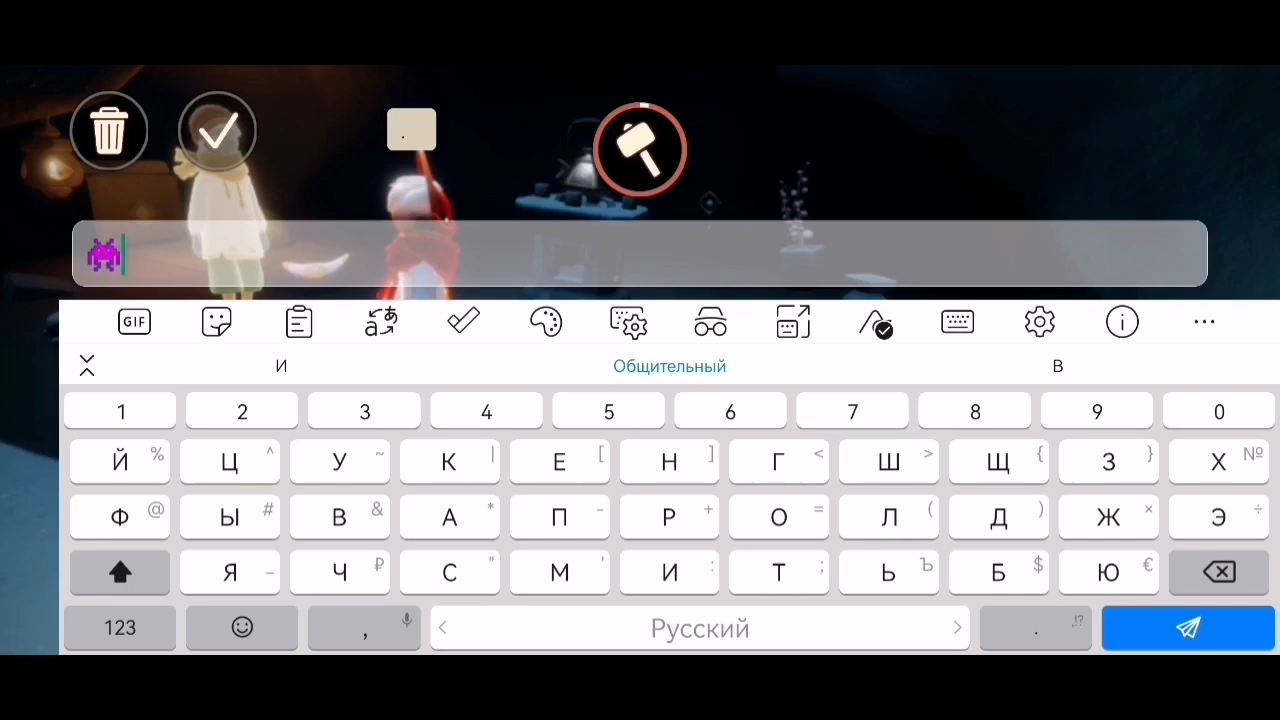 .
👾
GIF
И Общительный В
1 2 3 4 5 6 7 8 9 0
Й % Ц ^ У ~ К | Е [ Н ] Г < Ш > Щ { З } Х №
Ф @ Ы # В & А * П - Р + О = Л ( Д ) Ж × Э ÷
Я _ Ч ₽ С " М ' И : Т ; Ь Ъ Б $ Ю €
123 , < Русский > . ,!?